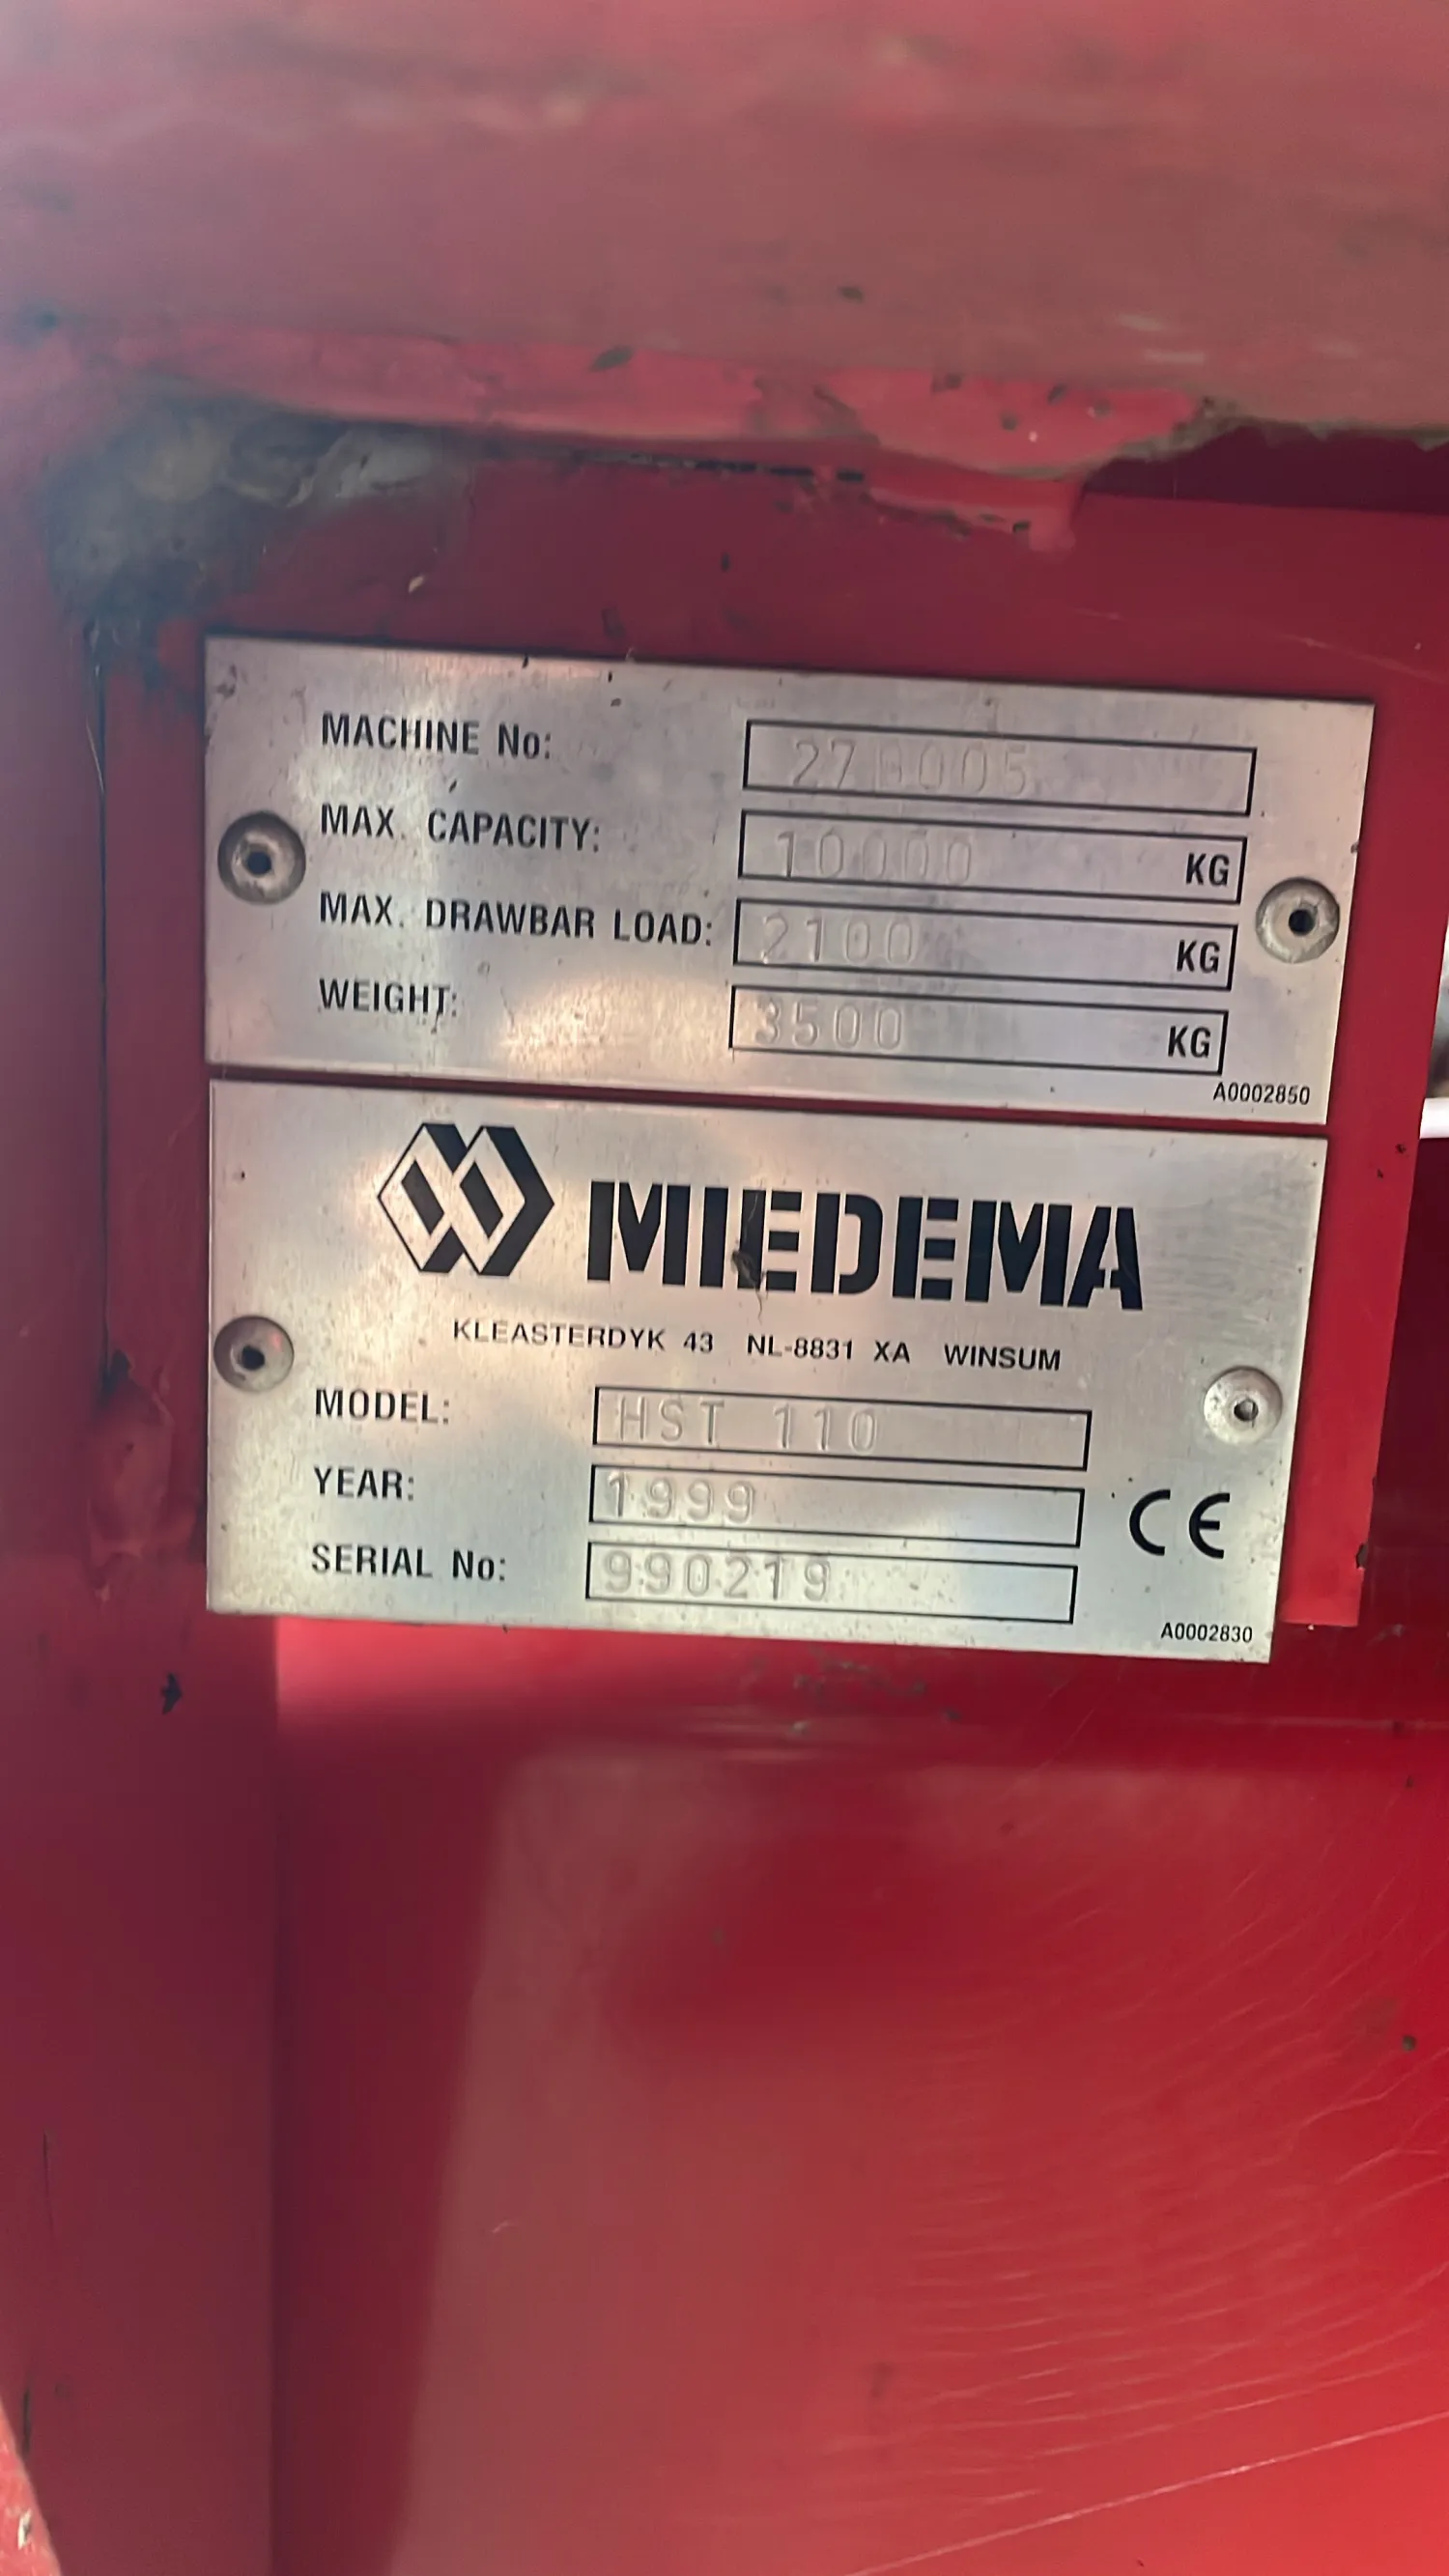 MACHINE No:
MAX. CAPACITY: 10000 KG
MAX. DRAWBAR LOAD: 2100 KG
WEIGHT: 3500 KG
A0002850
MIEDEMA
KLEASTERDYK 43 NL-8831 XA WINSUM
MODEL: HST 110
YEAR: 1999
CE
SERIAL No: 990219
A0002830